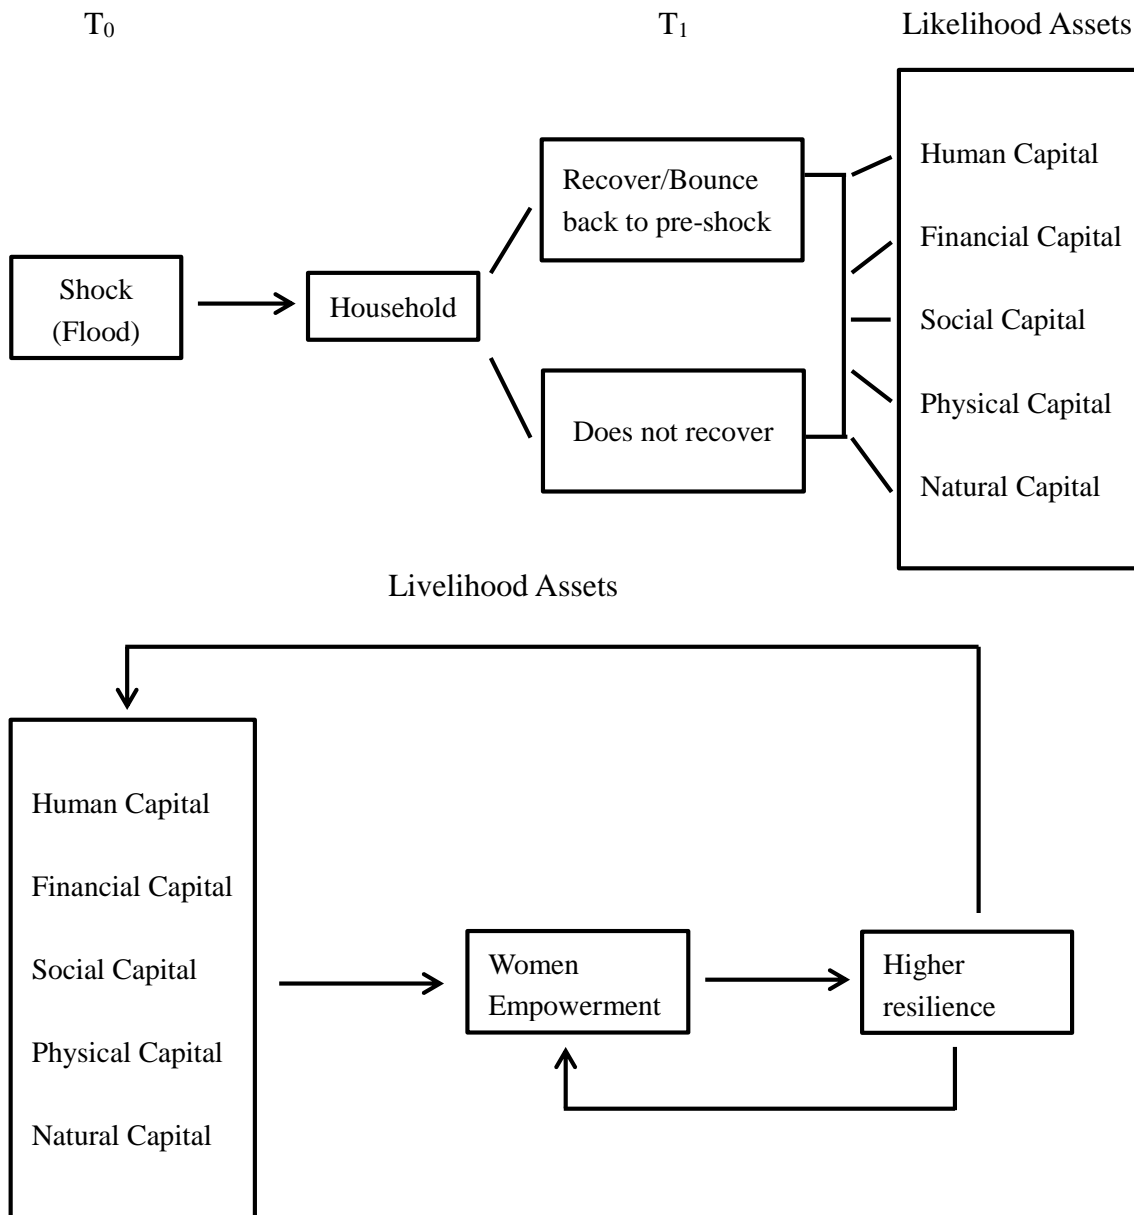 T₀
T₁
Likelihood Assets
Shock
(Flood)
Household
Recover/Bounce
back to pre-shock
Does not recover
Human Capital
Financial Capital
Social Capital
Physical Capital
Natural Capital
Livelihood Assets
Human Capital
Financial Capital
Social Capital
Physical Capital
Natural Capital
Women
Empowerment
Higher
resilience